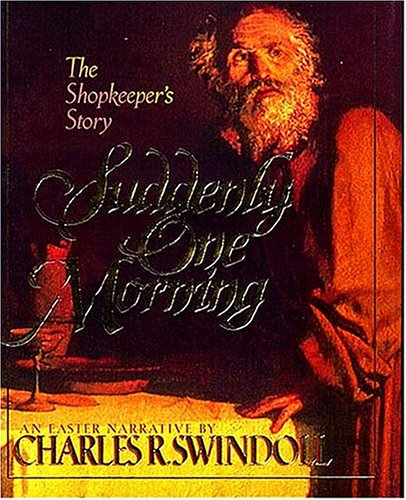 The
Shopkeeper's
Story
Suddenly
One
Morning
AN EASTER NARRATIVE BY
CHARLES R. SWINDOLL